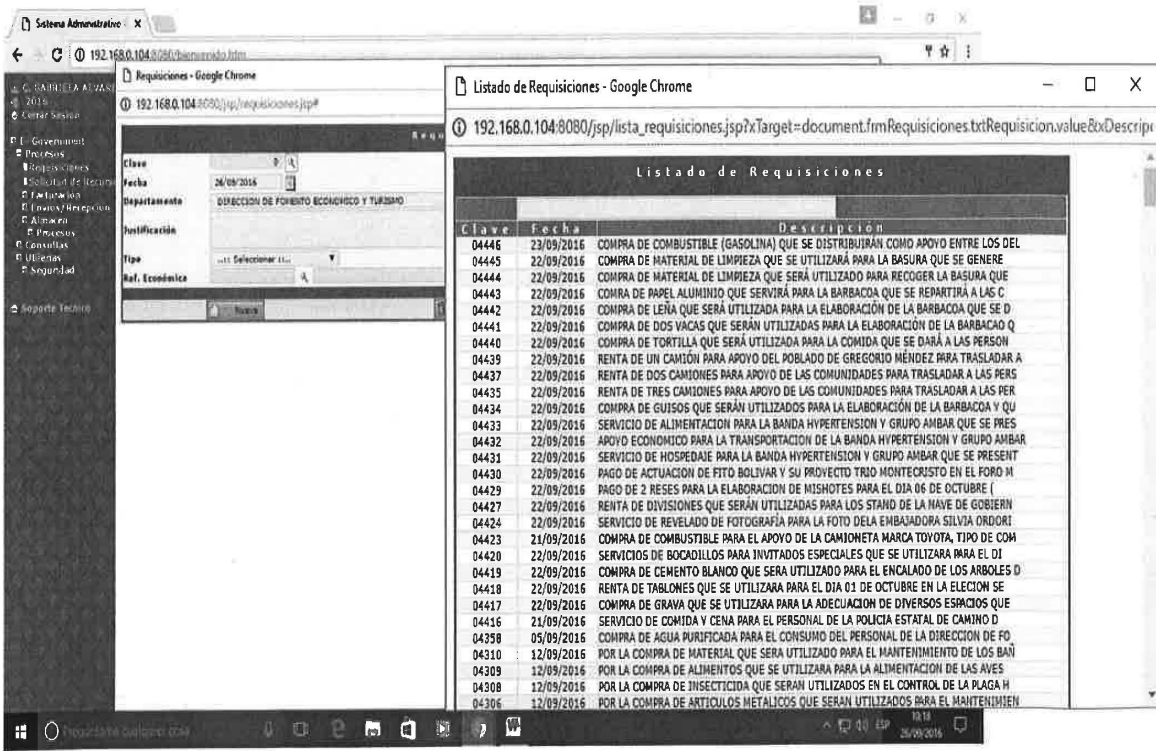 Sistema Administrativo
192.168.0.104:8080/bienvenido.htm
C. GABRIELA ALVAR
2016
Cerrar Sesión
E-Government
Procesos
Requisiciones
Solicitud de Recurso
Facturación
Envios/Recepcion
Almacen
Procesos
Consultas
Utilerias
Seguridad
Soporte Tecnico
Requisiciones - Google Chrome
192.168.0.104:8080/jsp/requisiciones.jsp#
Requ
Clave 0
Fecha 26/09/2016
Departamento DIRECCION DE FOMENTO ECONOMICO Y TURISMO
Justificación
Tipo ..:: Seleccionar ::..
Ref. Económica
Nuevo
Listado de Requisiciones - Google Chrome
192.168.0.104:8080/jsp/lista_requisiciones.jsp?xTarget=document.frmRequisiciones.txtRequisicion.value&xDescripc
Listado de Requisiciones
Clave Fecha Descripción
04446 23/09/2016 COMPRA DE COMBUSTIBLE (GASOLINA) QUE SE DISTRIBUIRÁN COMO APOYO ENTRE LOS DEL
04445 22/09/2016 COMPRA DE MATERIAL DE LIMPIEZA QUE SE UTILIZARÁ PARA LA BASURA QUE SE GENERE
04444 22/09/2016 COMPRA DE MATERIAL DE LIMPIEZA QUE SERÁ UTILIZADO PARA RECOGER LA BASURA QUE
04443 22/09/2016 COMRA DE PAPEL ALUMINIO QUE SERVIRÁ PARA LA BARBACOA QUE SE REPARTIRÁ A LAS C
04442 22/09/2016 COMPRA DE LEÑA QUE SERÁ UTILIZADA PARA LA ELABORACIÓN DE LA BARBACOA QUE SE D
04441 22/09/2016 COMPRA DE DOS VACAS QUE SERÁN UTILIZADAS PARA LA ELABORACIÓN DE LA BARBACAO Q
04440 22/09/2016 COMPRA DE TORTILLA QUE SERÁ UTILIZADA PARA LA COMIDA QUE SE DARÁ A LAS PERSON
04439 22/09/2016 RENTA DE UN CAMIÓN PARA APOYO DEL POBLADO DE GREGORIO MÉNDEZ PARA TRASLADAR A
04437 22/09/2016 RENTA DE DOS CAMIONES PARA APOYO DE LAS COMUNIDADES PARA TRASLADAR A LAS PERS
04435 22/09/2016 RENTA DE TRES CAMIONES PARA APOYO DE LAS COMUNIDADES PARA TRASLADAR A LAS PER
04434 22/09/2016 COMPRA DE GUISOS QUE SERÁN UTILIZADOS PARA LA ELABORACIÓN DE LA BARBACOA Y QU
04433 22/09/2016 SERVICIO DE ALIMENTACION PARA LA BANDA HYPERTENSION Y GRUPO AMBAR QUE SE PRES
04432 22/09/2016 APOYO ECONOMICO PARA LA TRANSPORTACION DE LA BANDA HYPERTENSION Y GRUPO AMBAR
04431 22/09/2016 SERVICIO DE HOSPEDAJE PARA LA BANDA HYPERTENSION Y GRUPO AMBAR QUE SE PRESENT
04430 22/09/2016 PAGO DE ACTUACION DE FITO BOLIVAR Y SU PROYECTO TRIO MONTECRISTO EN EL FORO M
04429 22/09/2016 PAGO DE 2 RESES PARA LA ELABORACION DE MISHOTES PARA EL DIA 06 DE OCTUBRE (
04427 22/09/2016 RENTA DE DIVISIONES QUE SERÁN UTILIZADAS PARA LOS STAND DE LA NAVE DE GOBIERN
04424 22/09/2016 SERVICIO DE REVELADO DE FOTOGRAFÍA PARA LA FOTO DELA EMBAJADORA SILVIA ORDORI
04423 21/09/2016 COMPRA DE COMBUSTIBLE PARA EL APOYO DE LA CAMIONETA MARCA TOYOTA, TIPO DE COM
04420 22/09/2016 SERVICIOS DE BOCADILLOS PARA INVITADOS ESPECIALES QUE SE UTILIZARA PARA EL DI
04419 22/09/2016 COMPRA DE CEMENTO BLANCO QUE SERA UTILIZADO PARA EL ENCALADO DE LOS ARBOLES D
04418 22/09/2016 RENTA DE TABLONES QUE SE UTILIZARA PARA EL DIA 01 DE OCTUBRE EN LA ELECION SE
04417 22/09/2016 COMPRA DE GRAVA QUE SE UTILIZARA PARA LA ADECUACION DE DIVERSOS ESPACIOS QUE
04416 21/09/2016 SERVICIO DE COMIDA Y CENA PARA EL PERSONAL DE LA POLICIA ESTATAL DE CAMINO D
04358 05/09/2016 COMPRA DE AGUA PURIFICADA PARA EL CONSUMO DEL PERSONAL DE LA DIRECCION DE FO
04310 12/09/2016 POR LA COMPRA DE MATERIAL QUE SERA UTILIZADO PARA EL MANTENIMIENTO DE LOS BAÑ
04309 12/09/2016 POR LA COMPRA DE ALIMENTOS QUE SE UTILIZARA PARA LA ALIMENTACION DE LAS AVES
04308 12/09/2016 POR LA COMPRA DE INSECTICIDA QUE SERAN UTILIZADOS EN EL CONTROL DE LA PLAGA H
04306 12/09/2016 POR LA COMPRA DE ARTICULOS METALICOS QUE SERAN UTILIZADOS PARA EL MANTENIMIEN
Pregúntame cualquier cosa
ESP
10:18
26/09/2016